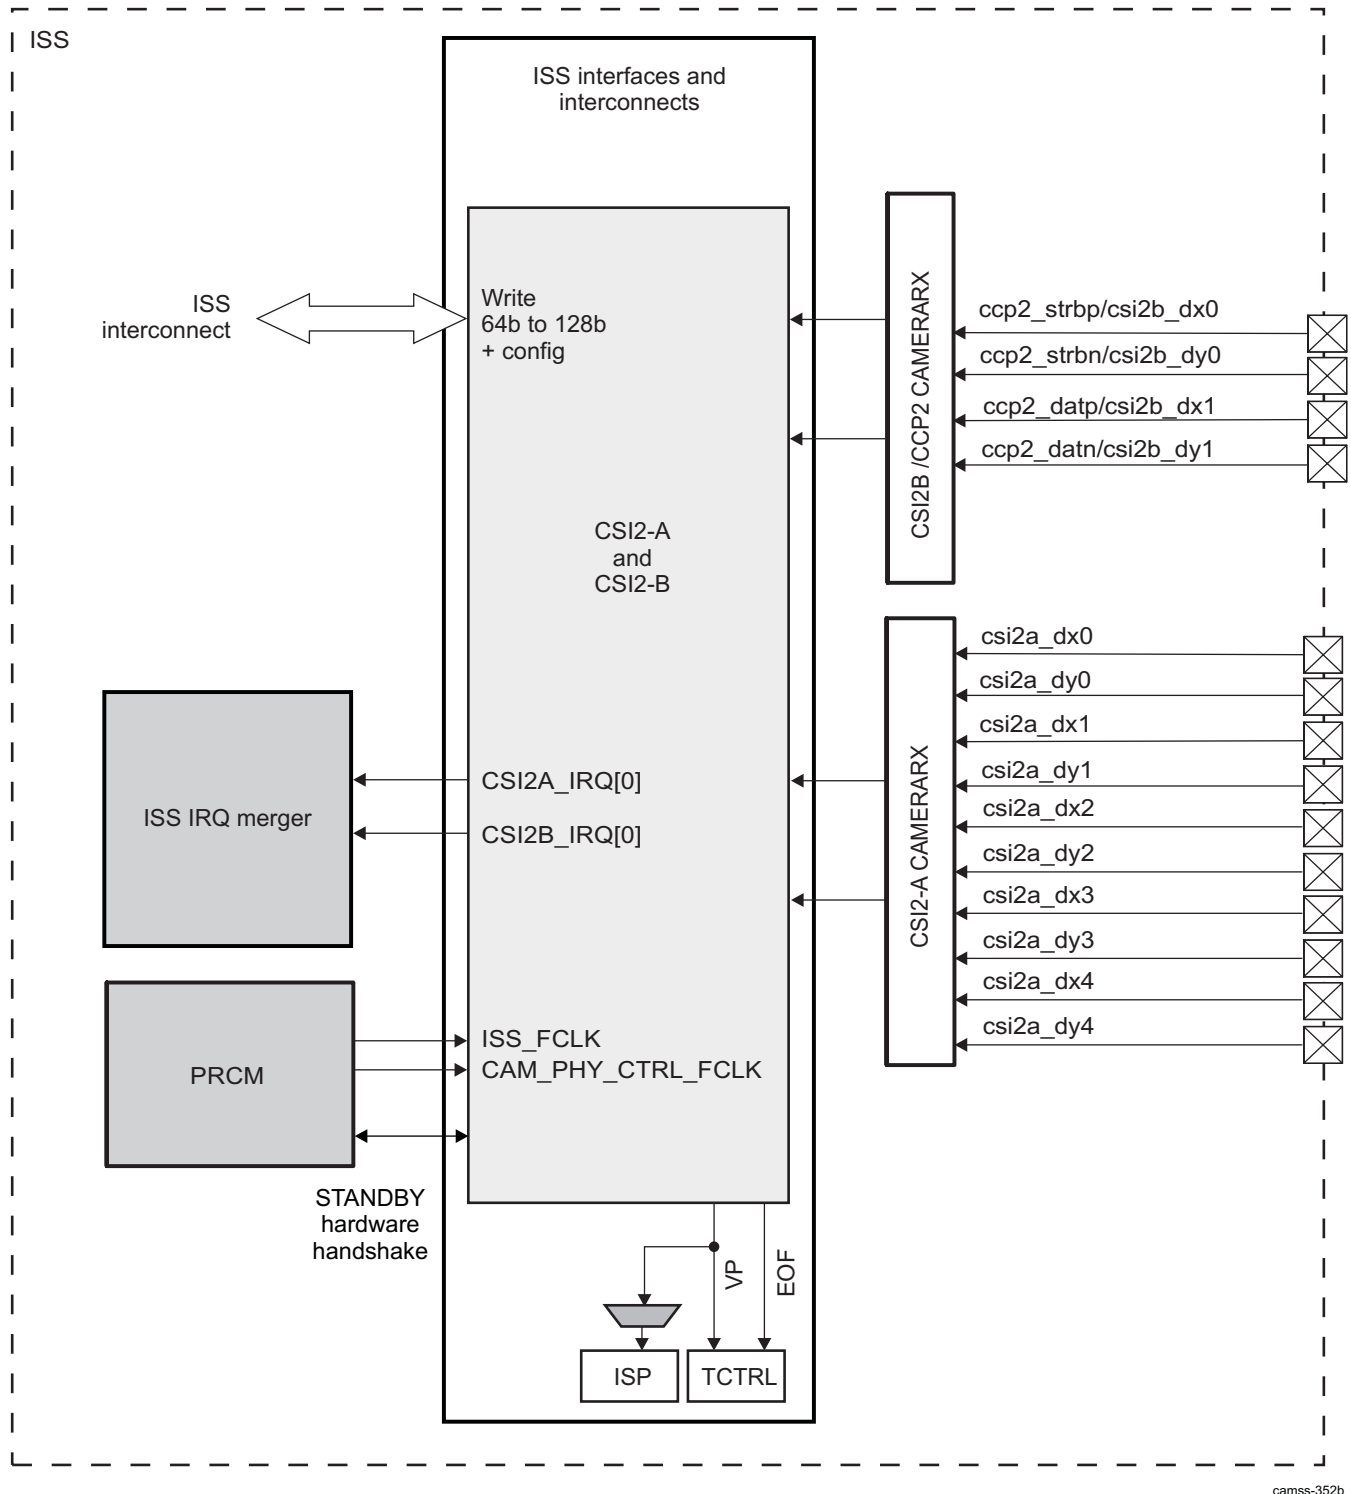 ISS
ISS interfaces and
interconnects
ISS
interconnect
Write
64b to 128b
+ config
CSI2-A
and
CSI2-B
CSI2B /CCP2 CAMERARX
ccp2_strbp/csi2b_dx0
ccp2_strbn/csi2b_dy0
ccp2_datp/csi2b_dx1
ccp2_datn/csi2b_dy1
CSI2-A CAMERARX
csi2a_dx0
csi2a_dy0
csi2a_dx1
csi2a_dy1
csi2a_dx2
csi2a_dy2
csi2a_dx3
csi2a_dy3
csi2a_dx4
csi2a_dy4
ISS IRQ merger
CSI2A_IRQ[0]
CSI2B_IRQ[0]
PRCM
ISS_FCLK
CAM_PHY_CTRL_FCLK
STANDBY
hardware
handshake
VP
EOF
ISP
TCTRL
camss-352b